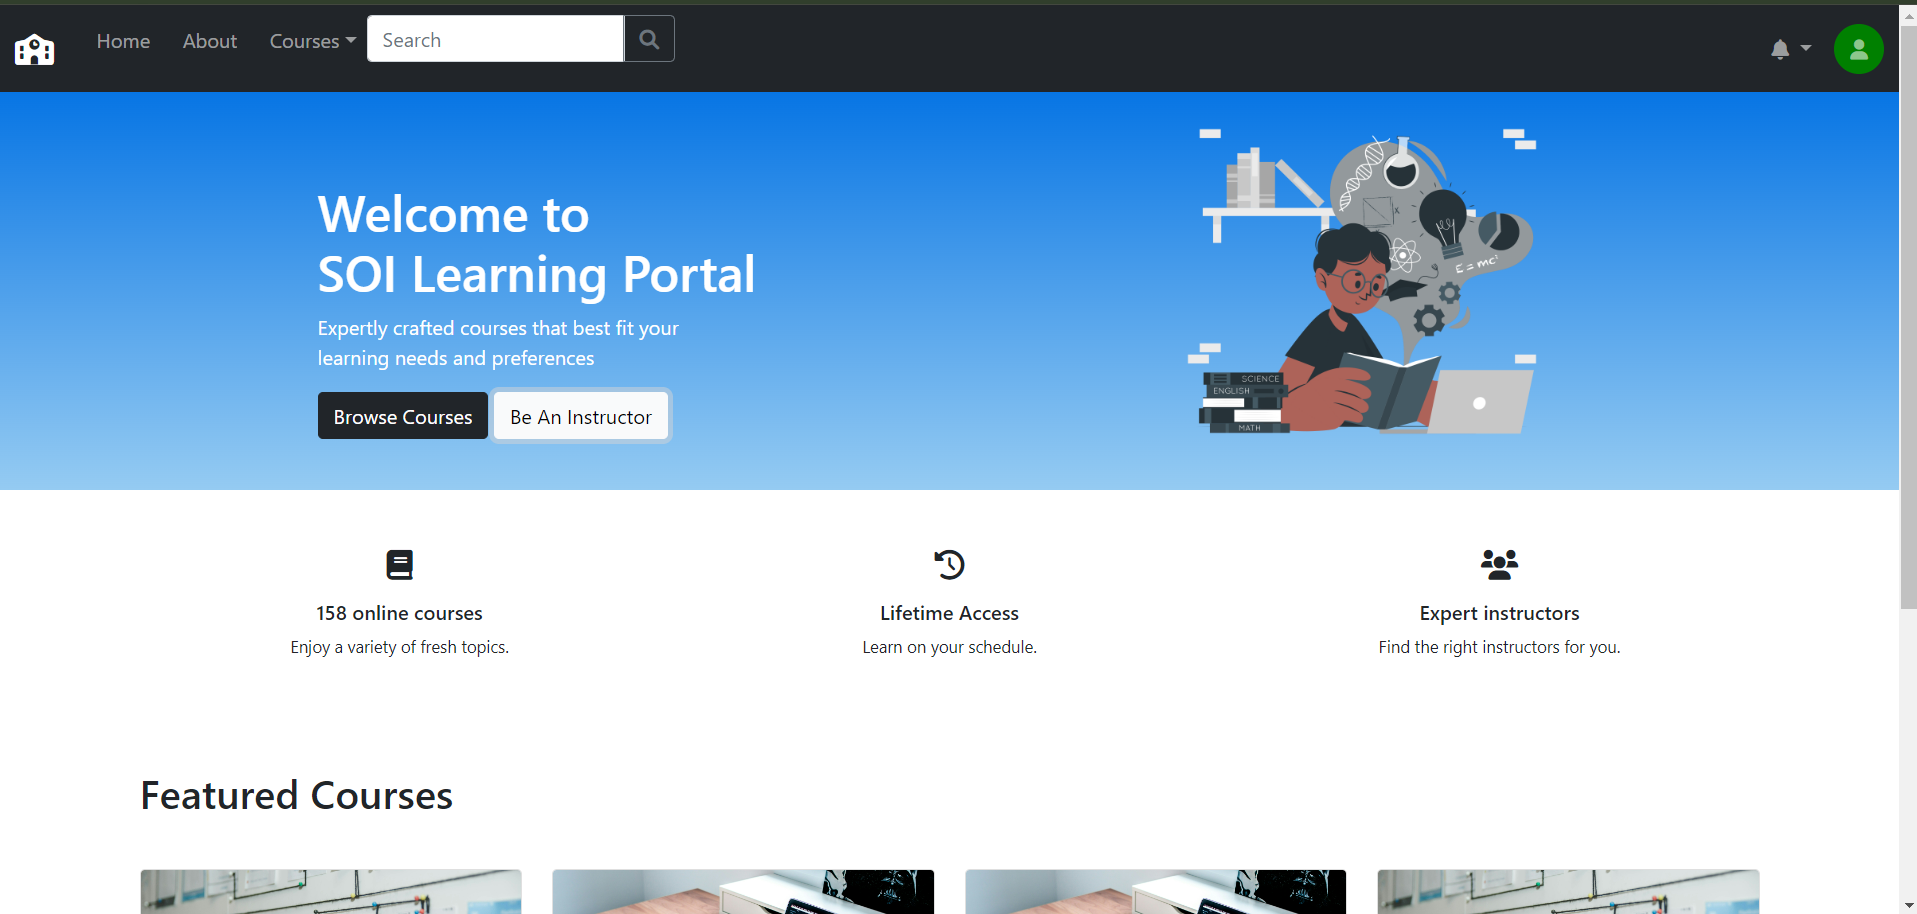 Home About Courses Search
Welcome to
SOI Learning Portal
Expertly crafted courses that best fit your
learning needs and preferences
Browse Courses Be An Instructor
X
E = mc²
SCIENCE
ENGLISH
MATH
158 online courses
Enjoy a variety of fresh topics.
Lifetime Access
Learn on your schedule.
Expert instructors
Find the right instructors for you.
Featured Courses